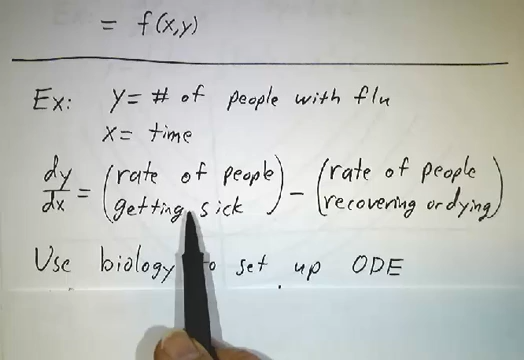 = f(x,y)
Ex: y = # of people with flu
x = time
dy/dx = (rate of people getting sick) − (rate of people recovering or dying)
Use biology to set up ODE